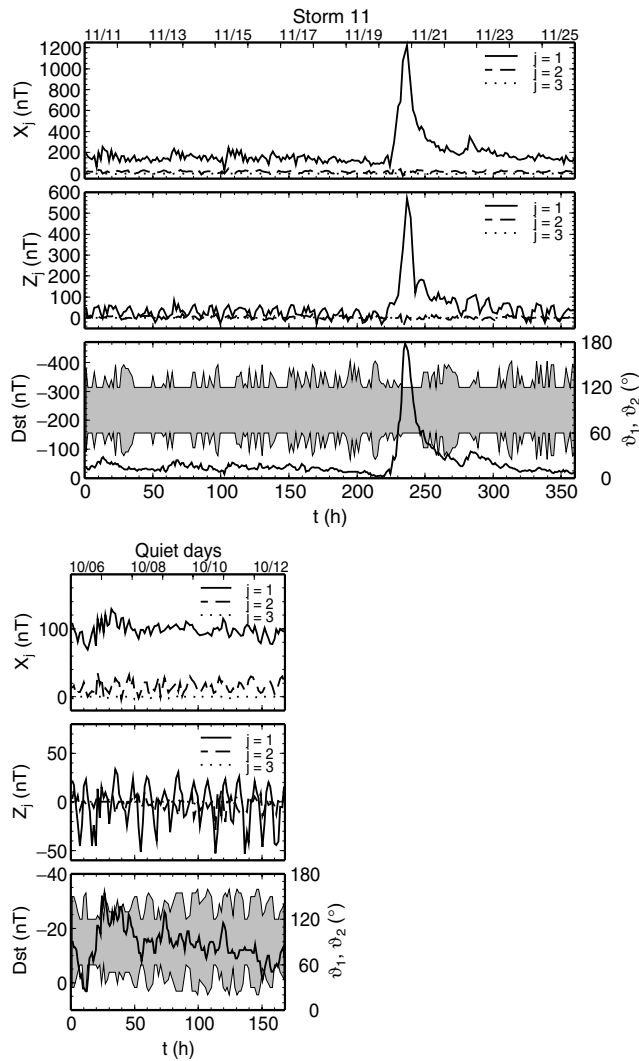 Storm 11
11/11 11/13 11/15 11/17 11/19 11/21 11/23 11/25
1200
1000
800
600
400
200
0
X_j (nT)
j = 1
j = 2
j = 3
600
500
400
300
200
100
0
Z_j (nT)
j = 1
j = 2
j = 3
−400
−300
−200
−100
0
Dst (nT)
180
120
60
0
ϑ_1, ϑ_2 (°)
0 50 100 150 200 250 300 350
t (h)
Quiet days
10/06 10/08 10/10 10/12
100
0
X_j (nT)
j = 1
j = 2
j = 3
50
0
−50
Z_j (nT)
j = 1
j = 2
j = 3
−40
−20
0
Dst (nT)
180
120
60
0
ϑ_1, ϑ_2 (°)
0 50 100 150
t (h)